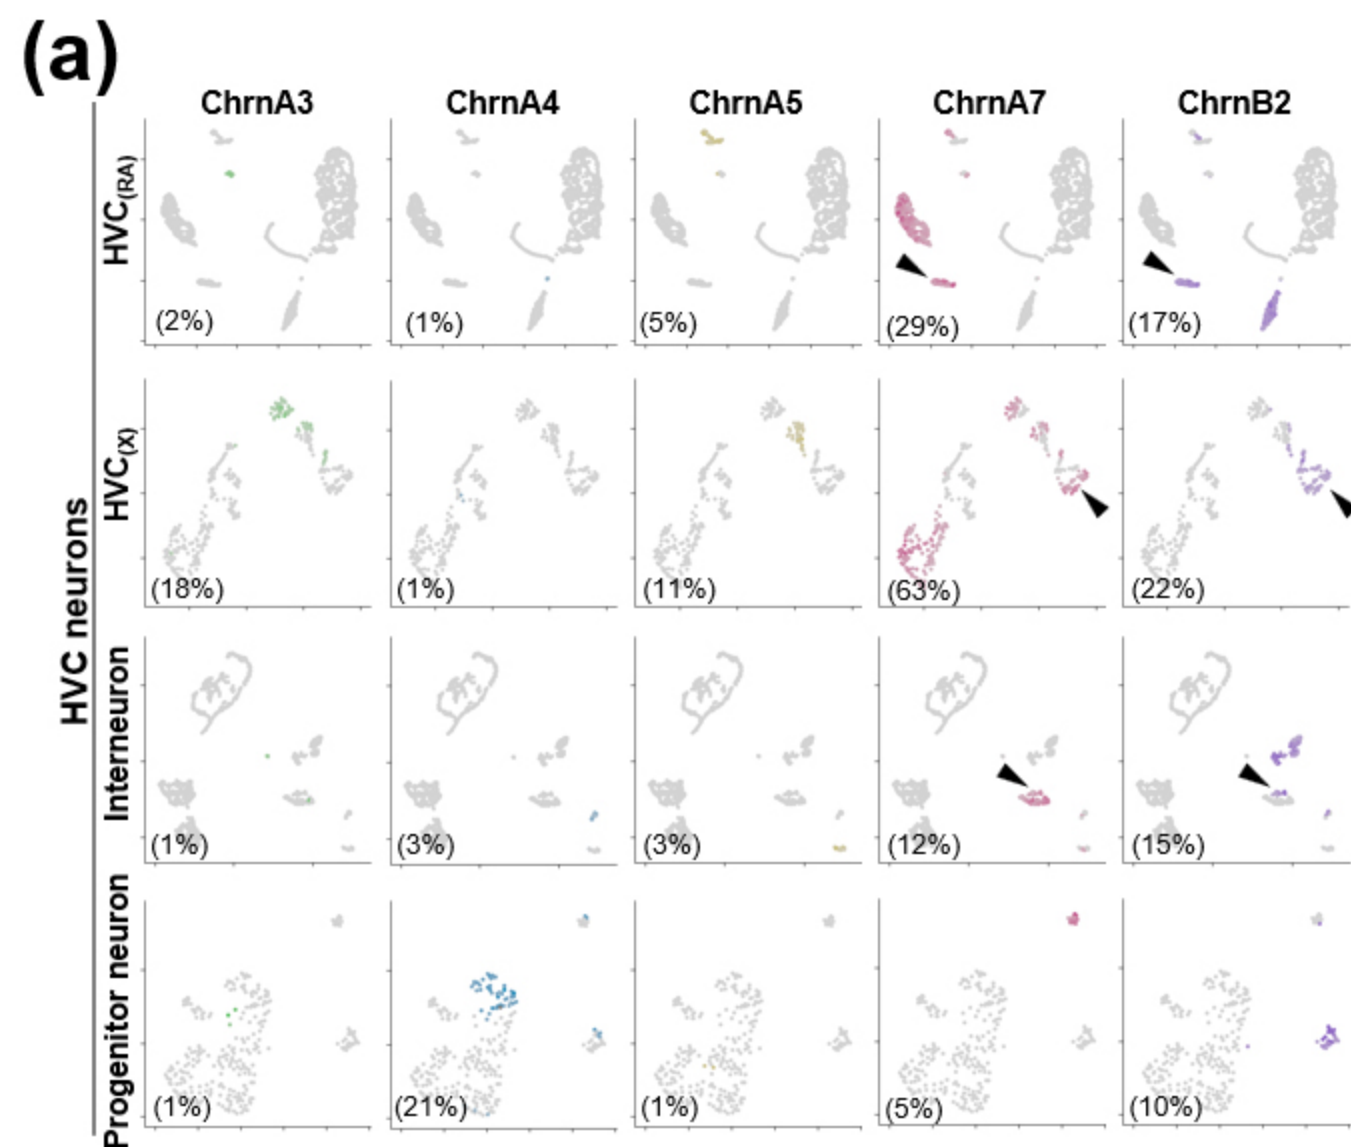 (a)
ChrnA3 ChrnA4 ChrnA5 ChrnA7 ChrnB2
HVC neurons
HVC(RA)
(2%) (1%) (5%) (29%) (17%)
HVC(X)
(18%) (1%) (11%) (63%) (22%)
Interneuron
(1%) (3%) (3%) (12%) (15%)
Progenitor neuron
(1%) (21%) (1%) (5%) (10%)